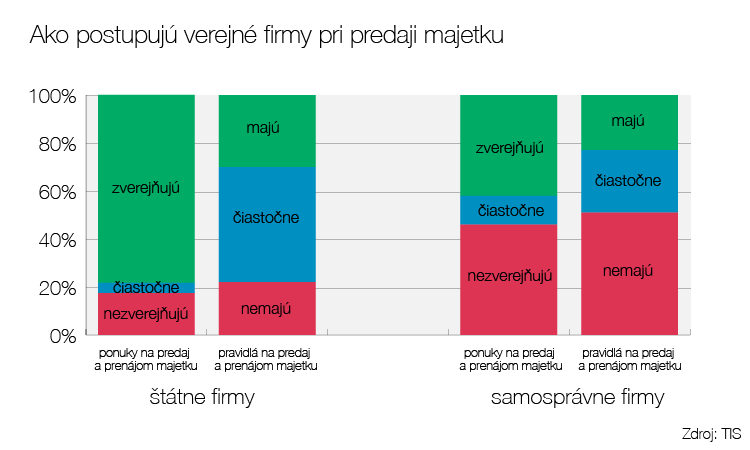 Ako postupujú verejné firmy pri predaji majetku
100%
80%
60%
40%
20%
0%
zverejňujú
čiastočne
nezverejňujú
majú
čiastočne
nemajú
zverejňujú
čiastočne
nezverejňujú
majú
čiastočne
nemajú
ponuky na predaj
a prenájom majetku
pravidlá na predaj
a prenájom majetku
ponuky na predaj
a prenájom majetku
pravidlá na predaj
a prenájom majetku
štátne firmy
samosprávne firmy
Zdroj: TIS